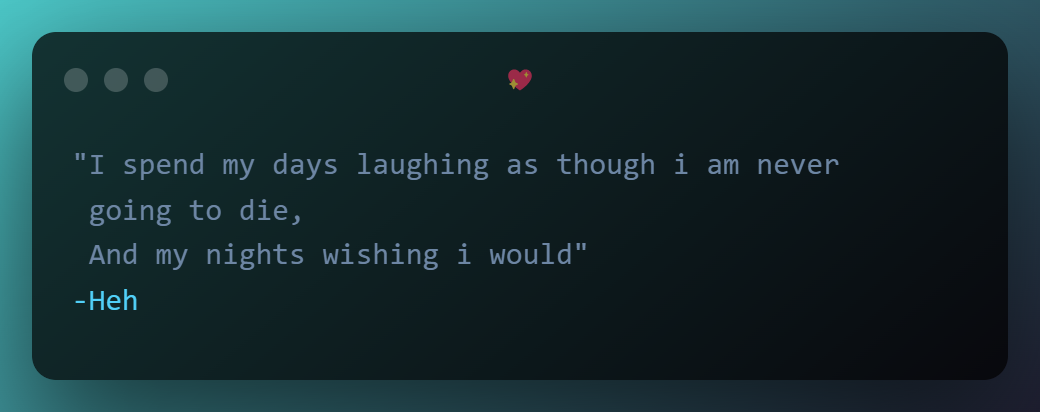 "I spend my days laughing as though i am never
going to die,
And my nights wishing i would"
-Heh